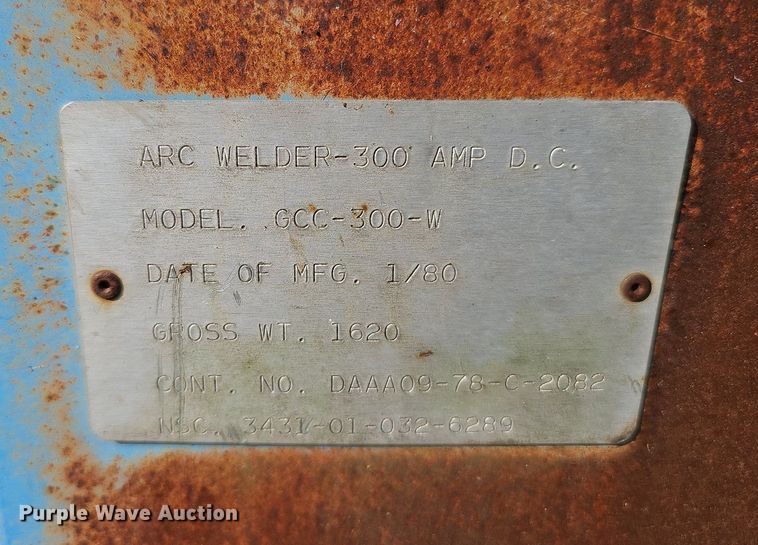 ARC WELDER-300 AMP D.C.
MODEL. GCC-300-W
DATE OF MFG. 1/80
GROSS WT. 1620
CONT. NO. DAAA09-78-C-2082
NSC. 3431-01-032-6289
Purple Wave Auction®